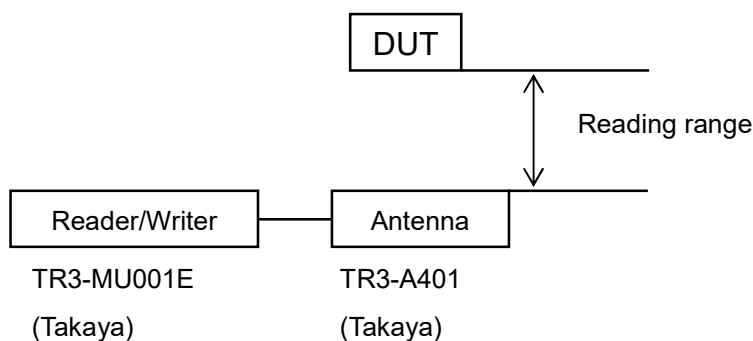 DUT
Reading range
Reader/Writer
Antenna
TR3-MU001E
TR3-A401
(Takaya)
(Takaya)